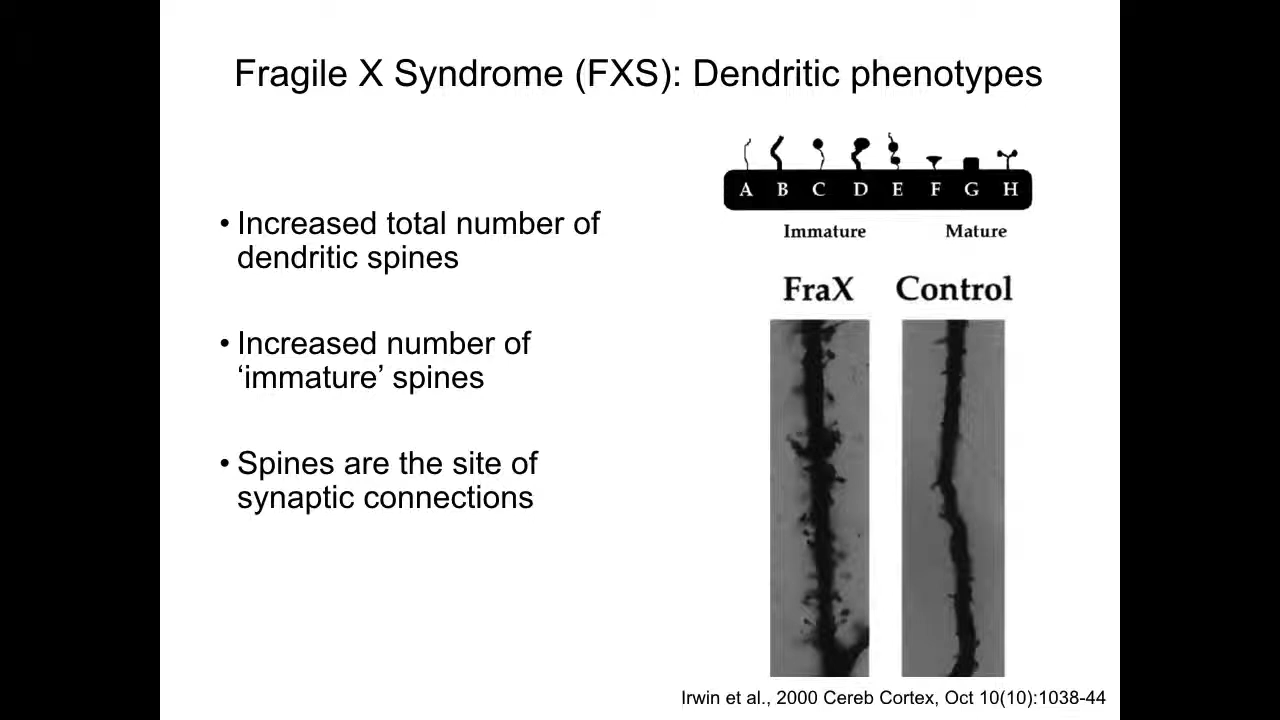 Fragile X Syndrome (FXS): Dendritic phenotypes
• Increased total number of
dendritic spines
• Increased number of
‘immature’ spines
• Spines are the site of
synaptic connections
A B C D E F G H
Immature Mature
FraX Control
Irwin et al., 2000 Cereb Cortex, Oct 10(10):1038-44